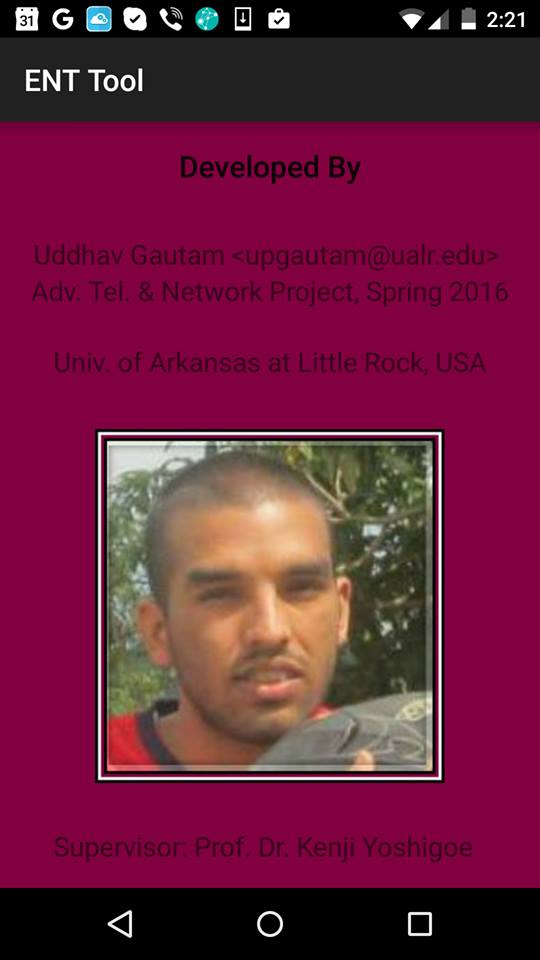 31
2:21
ENT Tool
Developed By
Uddhav Gautam <upgautam@ualr.edu>
Adv. Tel. & Network Project, Spring 2016
Univ. of Arkansas at Little Rock, USA
Supervisor: Prof. Dr. Kenji Yoshigoe